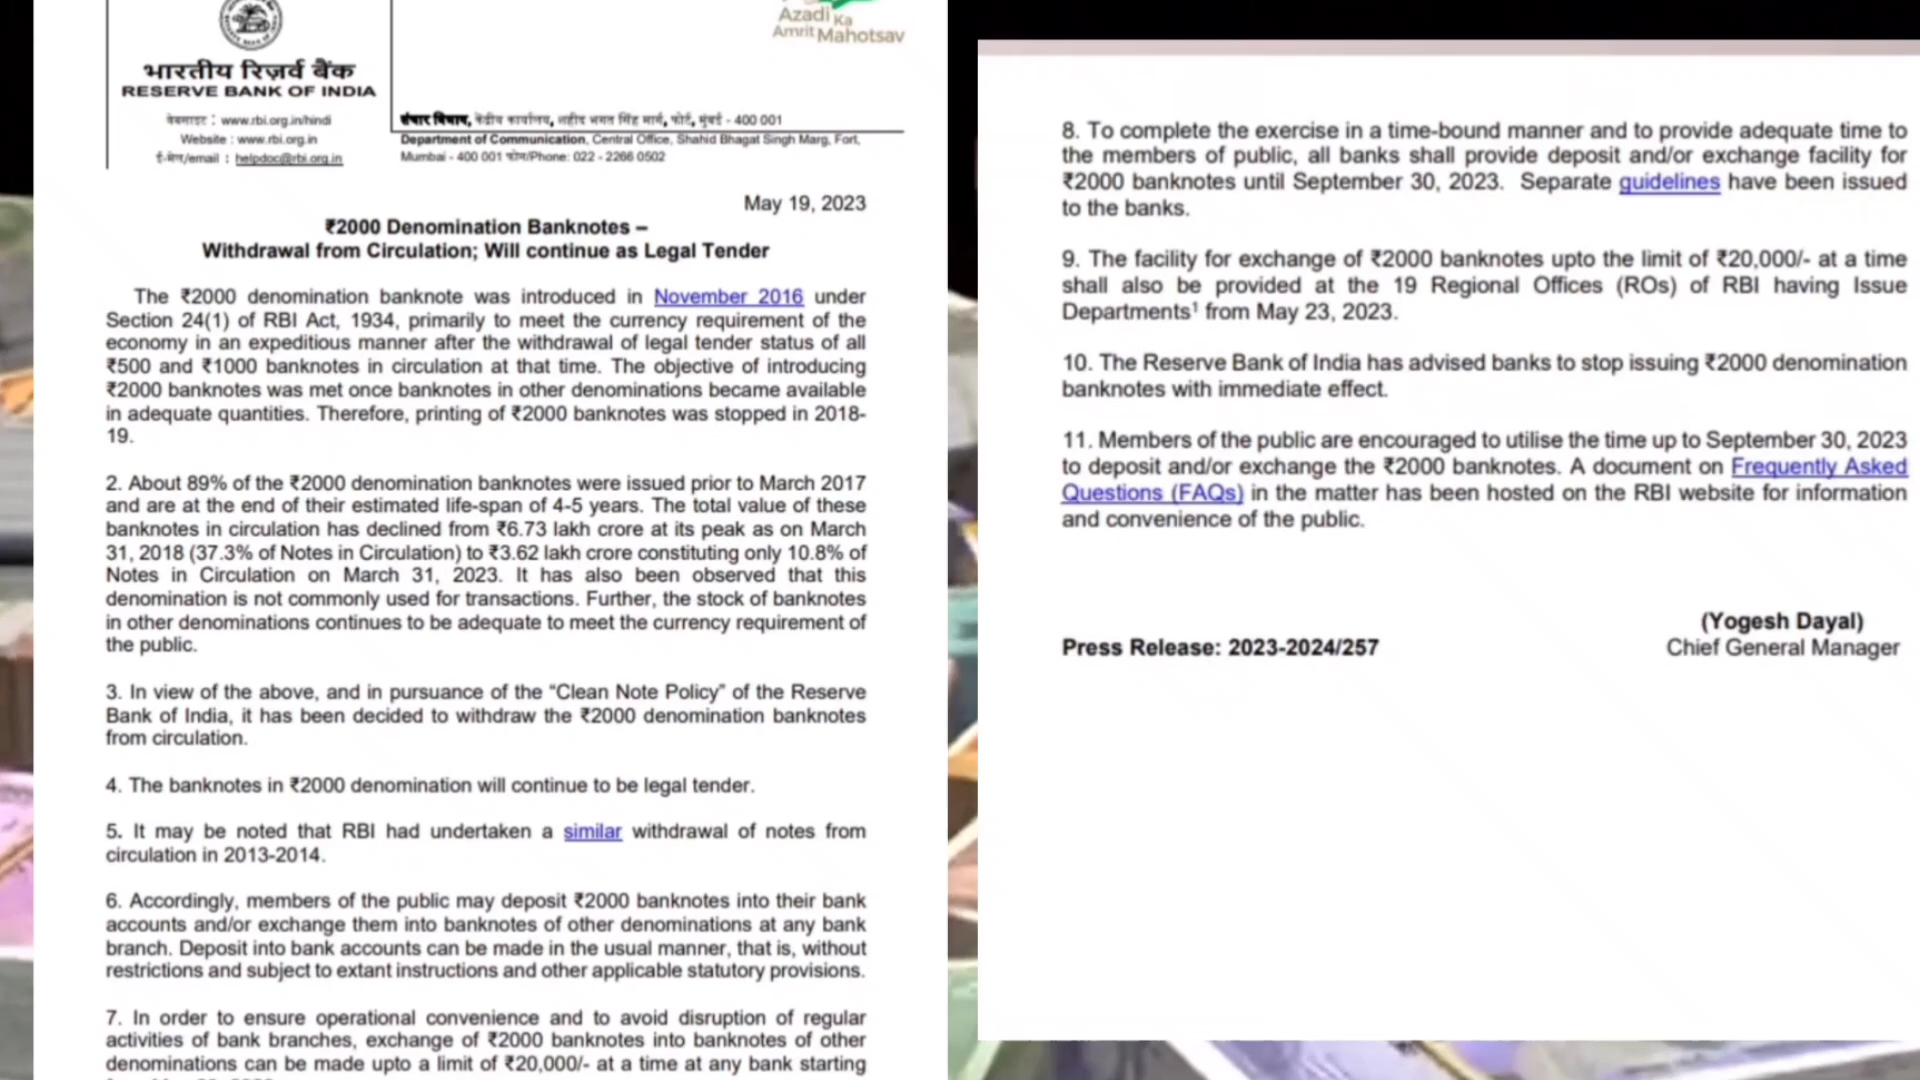 Azadi Ka
Amrit Mahotsav
भारतीय रिज़र्व बैंक
RESERVE BANK OF INDIA
वेबसाइट : www.rbi.org.in/hindi
Website : www.rbi.org.in
ई-मेल/email : helpdoc@rbi.org.in
संचार विभाग, केंद्रीय कार्यालय, शहीद भगत सिंह मार्ग, फोर्ट, मुंबई - 400 001
Department of Communication, Central Office, Shahid Bhagat Singh Marg, Fort,
Mumbai - 400 001 फोन/Phone: 022 - 2266 0502
May 19, 2023
₹2000 Denomination Banknotes –
Withdrawal from Circulation; Will continue as Legal Tender
The ₹2000 denomination banknote was introduced in November 2016 under
Section 24(1) of RBI Act, 1934, primarily to meet the currency requirement of the
economy in an expeditious manner after the withdrawal of legal tender status of all
₹500 and ₹1000 banknotes in circulation at that time. The objective of introducing
₹2000 banknotes was met once banknotes in other denominations became available
in adequate quantities. Therefore, printing of ₹2000 banknotes was stopped in 2018-
19.
2. About 89% of the ₹2000 denomination banknotes were issued prior to March 2017
and are at the end of their estimated life-span of 4-5 years. The total value of these
banknotes in circulation has declined from ₹6.73 lakh crore at its peak as on March
31, 2018 (37.3% of Notes in Circulation) to ₹3.62 lakh crore constituting only 10.8% of
Notes in Circulation on March 31, 2023. It has also been observed that this
denomination is not commonly used for transactions. Further, the stock of banknotes
in other denominations continues to be adequate to meet the currency requirement of
the public.
3. In view of the above, and in pursuance of the “Clean Note Policy” of the Reserve
Bank of India, it has been decided to withdraw the ₹2000 denomination banknotes
from circulation.
4. The banknotes in ₹2000 denomination will continue to be legal tender.
5. It may be noted that RBI had undertaken a similar withdrawal of notes from
circulation in 2013-2014.
6. Accordingly, members of the public may deposit ₹2000 banknotes into their bank
accounts and/or exchange them into banknotes of other denominations at any bank
branch. Deposit into bank accounts can be made in the usual manner, that is, without
restrictions and subject to extant instructions and other applicable statutory provisions.
7. In order to ensure operational convenience and to avoid disruption of regular
activities of bank branches, exchange of ₹2000 banknotes into banknotes of other
denominations can be made upto a limit of ₹20,000/- at a time at any bank starting
8. To complete the exercise in a time-bound manner and to provide adequate time to
the members of public, all banks shall provide deposit and/or exchange facility for
₹2000 banknotes until September 30, 2023. Separate guidelines have been issued
to the banks.
9. The facility for exchange of ₹2000 banknotes upto the limit of ₹20,000/- at a time
shall also be provided at the 19 Regional Offices (ROs) of RBI having Issue
Departments¹ from May 23, 2023.
10. The Reserve Bank of India has advised banks to stop issuing ₹2000 denomination
banknotes with immediate effect.
11. Members of the public are encouraged to utilise the time up to September 30, 2023
to deposit and/or exchange the ₹2000 banknotes. A document on Frequently Asked
Questions (FAQs) in the matter has been hosted on the RBI website for information
and convenience of the public.
(Yogesh Dayal)
Press Release: 2023-2024/257
Chief General Manager